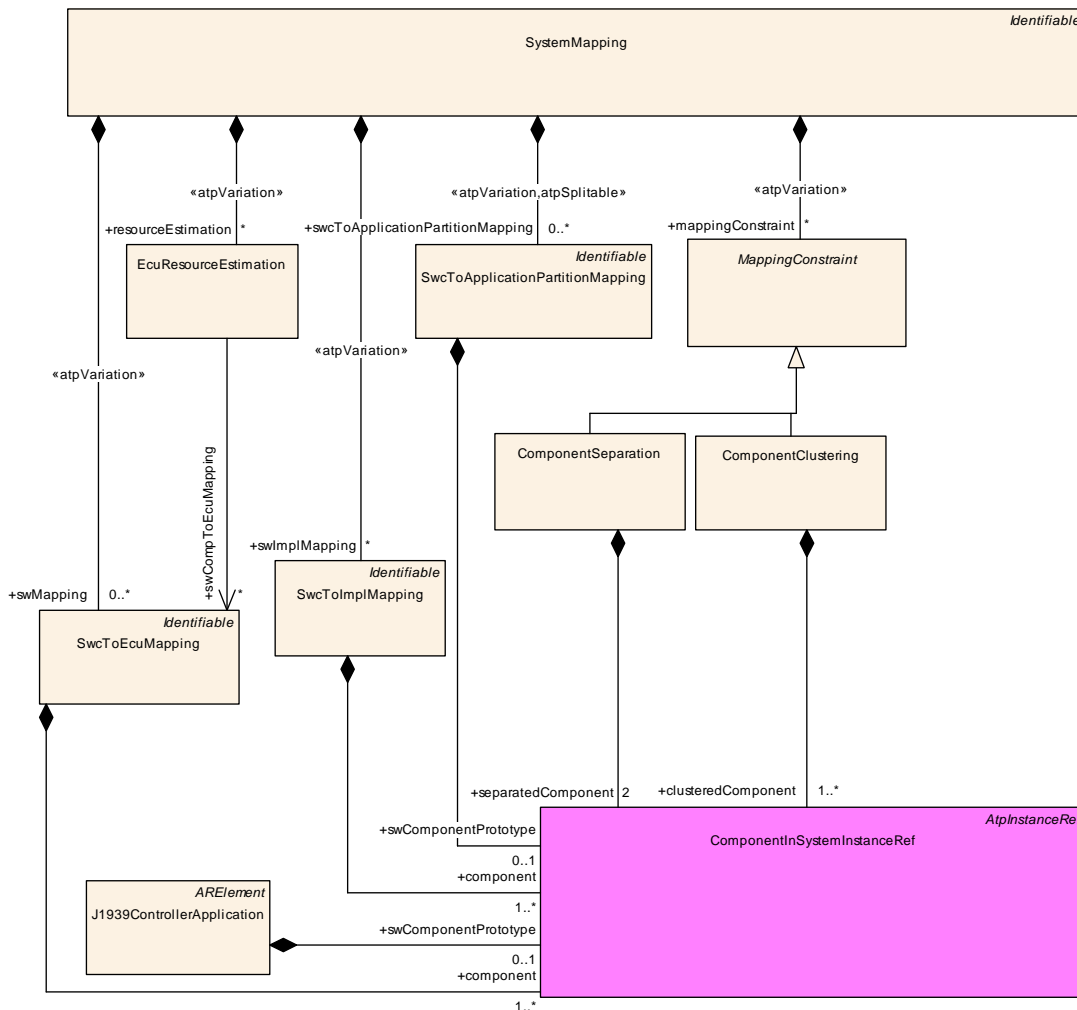 Identifiable
SystemMapping
«atpVariation»
«atpVariation,atpSplitable»
«atpVariation»
+resourceEstimation *
+swcToApplicationPartitionMapping 0..*
+mappingConstraint *
EcuResourceEstimation
Identifiable
SwcToApplicationPartitionMapping
MappingConstraint
«atpVariation»
«atpVariation»
ComponentSeparation
ComponentClustering
+swCompToEcuMapping
*
+swImplMapping *
+swMapping 0..*
Identifiable
SwcToImplMapping
Identifiable
SwcToEcuMapping
+separatedComponent 2
+clusteredComponent 1..*
AtpInstanceRe
ComponentInSystemInstanceRef
+swComponentPrototype
0..1
+component
1..*
ARElement
J1939ControllerApplication
+swComponentPrototype
0..1
+component
1..*